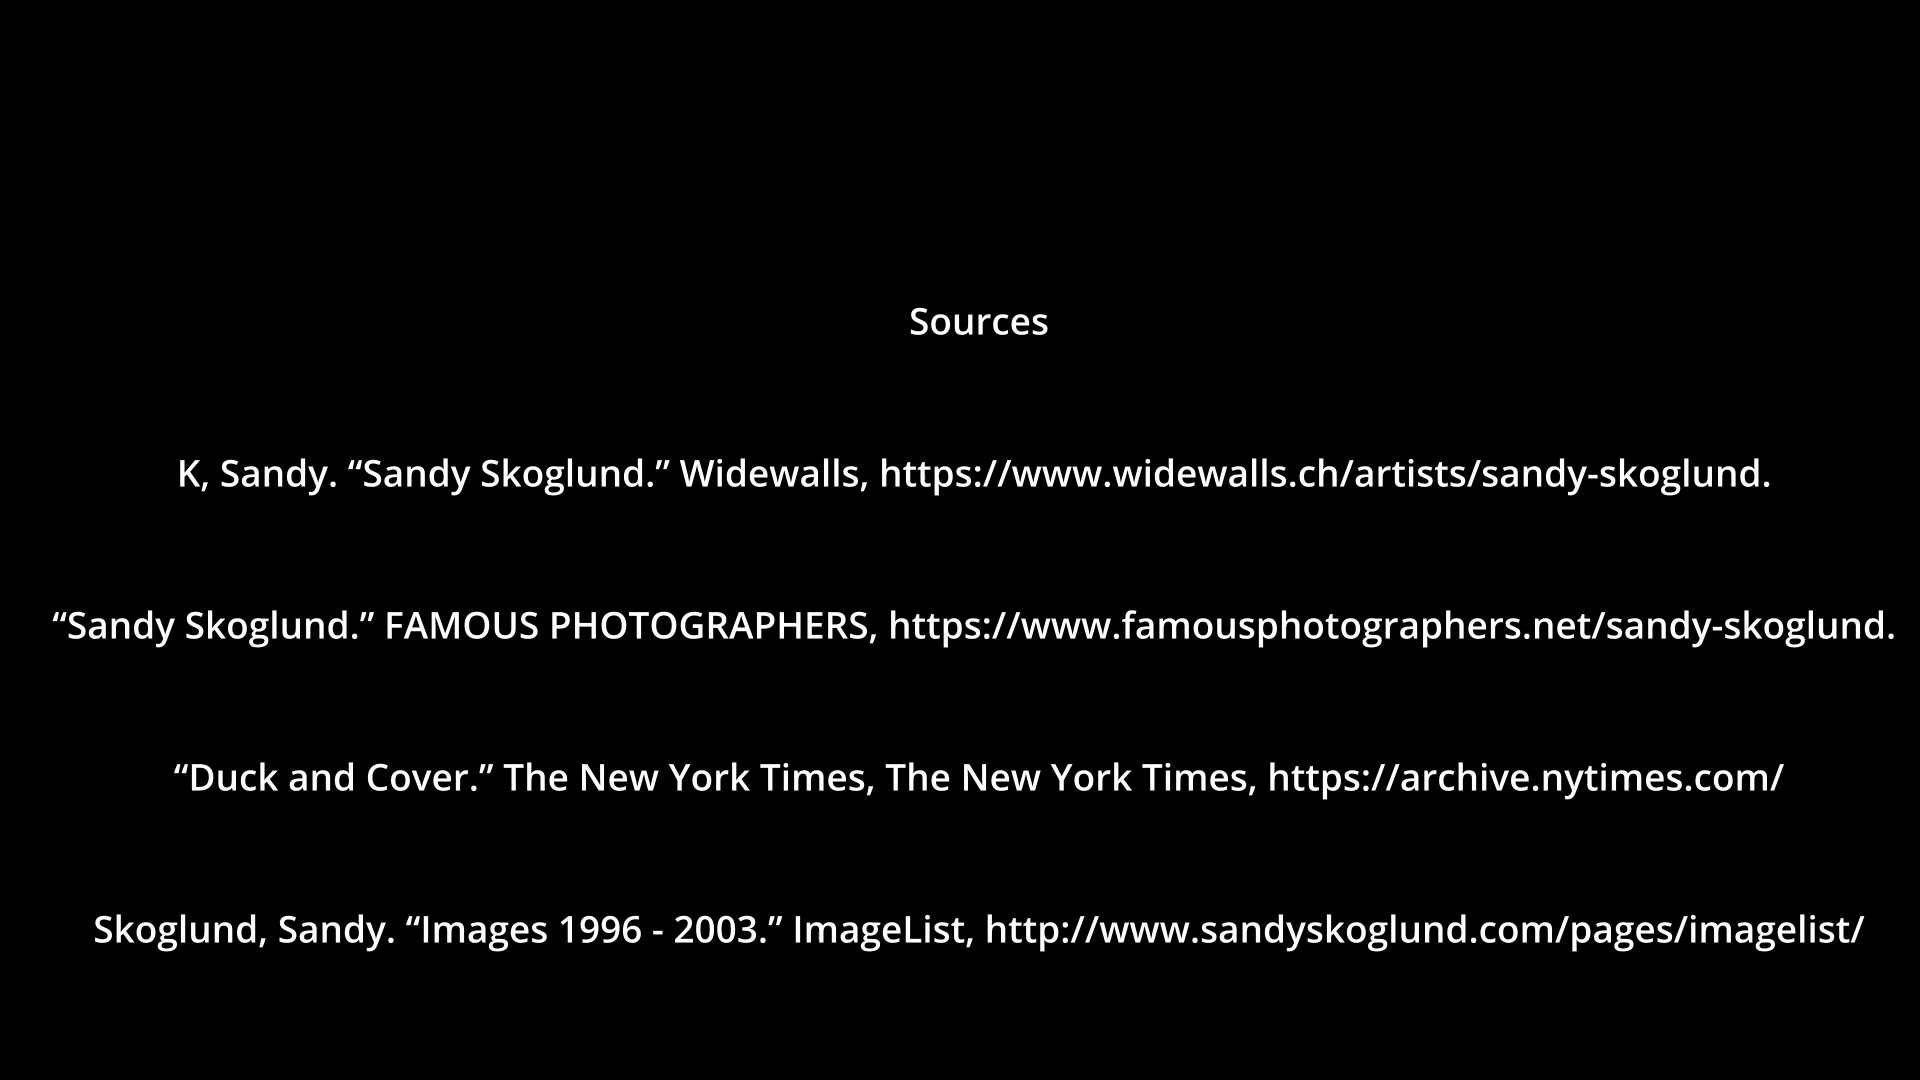 Sources
K, Sandy. “Sandy Skoglund.” Widewalls, https://www.widewalls.ch/artists/sandy-skoglund.
“Sandy Skoglund.” FAMOUS PHOTOGRAPHERS, https://www.famousphotographers.net/sandy-skoglund.
“Duck and Cover.” The New York Times, The New York Times, https://archive.nytimes.com/
Skoglund, Sandy. “Images 1996 - 2003.” ImageList, http://www.sandyskoglund.com/pages/imagelist/